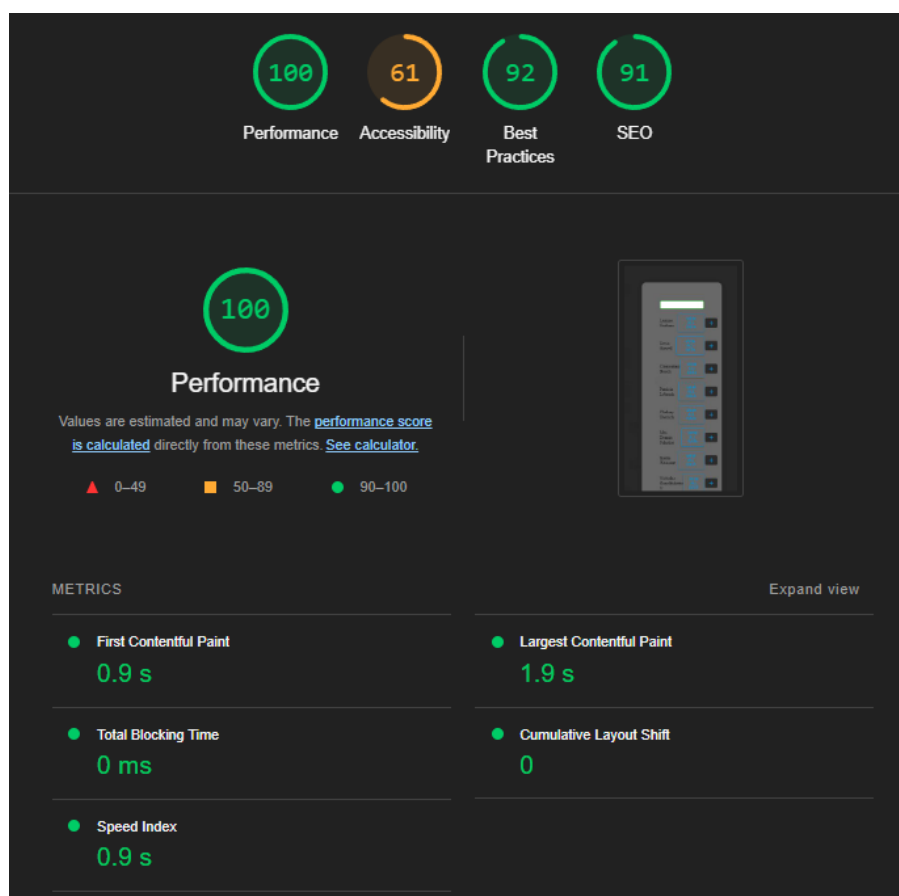 100
61
92
91
Performance
Accessibility
Best
Practices
SEO
100
Performance
Values are estimated and may vary. The performance score
is calculated directly from these metrics. See calculator.
0–49
50–89
90–100
METRICS
Expand view
First Contentful Paint
0.9 s
Largest Contentful Paint
1.9 s
Total Blocking Time
0 ms
Cumulative Layout Shift
0
Speed Index
0.9 s